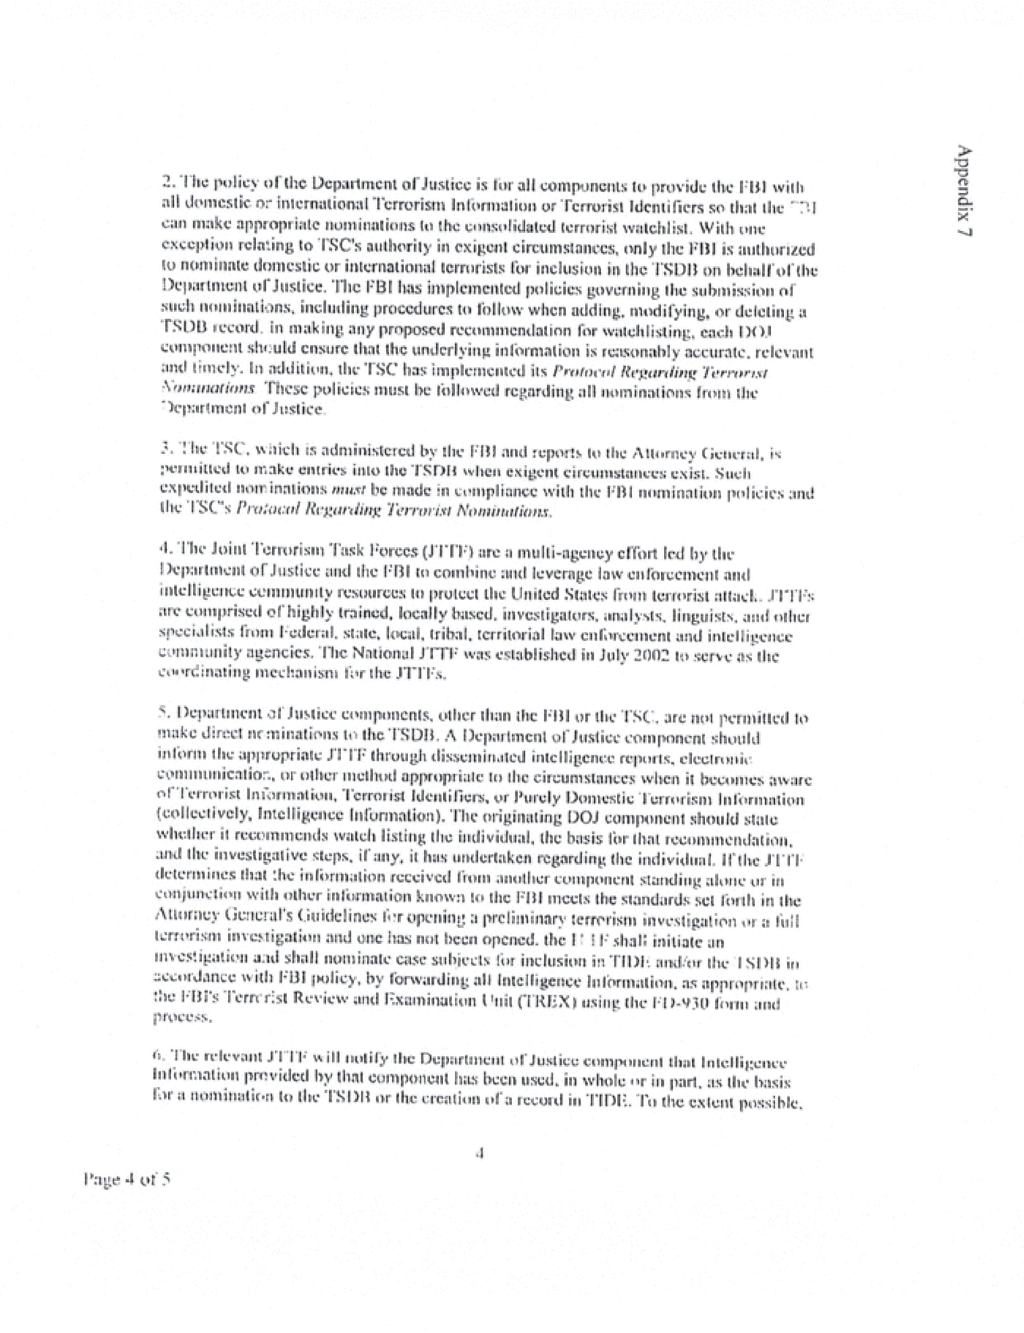 Appendix 7
2. The policy of the Department of Justice is for all components to provide the FBI with
all domestic or international Terrorism Information or Terrorist Identifiers so that the FBI
can make appropriate nominations to the consolidated terrorist watchlist. With one
exception relating to TSC's authority in exigent circumstances, only the FBI is authorized
to nominate domestic or international terrorists for inclusion in the TSDB on behalf of the
Department of Justice. The FBI has implemented policies governing the submission of
such nominations, including procedures to follow when adding, modifying, or deleting a
TSDB record. in making any proposed recommendation for watchlisting, each DOJ
component should ensure that the underlying information is reasonably accurate, relevant
and timely. In addition, the TSC has implemented its Protocol Regarding Terrorist
Nominations. These policies must be followed regarding all nominations from the
Department of Justice.
3. The TSC, which is administered by the FBI and reports to the Attorney General, is
permitted to make entries into the TSDB when exigent circumstances exist. Such
expedited nominations must be made in compliance with the FBI nomination policies and
the TSC's Protocol Regarding Terrorist Nominations.
4. The Joint Terrorism Task Forces (JTTF) are a multi-agency effort led by the
Department of Justice and the FBI to combine and leverage law enforcement and
intelligence community resources to protect the United States from terrorist attack. JTTFs
are comprised of highly trained, locally based, investigators, analysts, linguists, and other
specialists from Federal, state, local, tribal, territorial law enforcement and intelligence
community agencies. The National JTTF was established in July 2002 to serve as the
coordinating mechanism for the JTTFs.
5. Department of Justice components, other than the FBI or the TSC, are not permitted to
make direct nominations to the TSDB. A Department of Justice component should
inform the appropriate JTTF through disseminated intelligence reports, electronic
communication, or other method appropriate to the circumstances when it becomes aware
of Terrorist Information, Terrorist Identifiers, or Purely Domestic Terrorism Information
(collectively, Intelligence Information). The originating DOJ component should state
whether it recommends watch listing the individual, the basis for that recommendation,
and the investigative steps, if any, it has undertaken regarding the individual. If the JTTF
determines that the information received from another component standing alone or in
conjunction with other information known to the FBI meets the standards set forth in the
Attorney General's Guidelines for opening a preliminary terrorism investigation or a full
terrorism investigation and one has not been opened, the JTTF shall initiate an
investigation and shall nominate case subjects for inclusion in TIDE and/or the TSDB in
accordance with FBI policy, by forwarding all Intelligence Information, as appropriate, to
the FBI's Terrorist Review and Examination Unit (TREX) using the FD-930 form and
process.
6. The relevant JTTF will notify the Department of Justice component that Intelligence
Information provided by that component has been used, in whole or in part, as the basis
for a nomination to the TSDB or the creation of a record in TIDE. To the extent possible,
4
Page 4 of 5